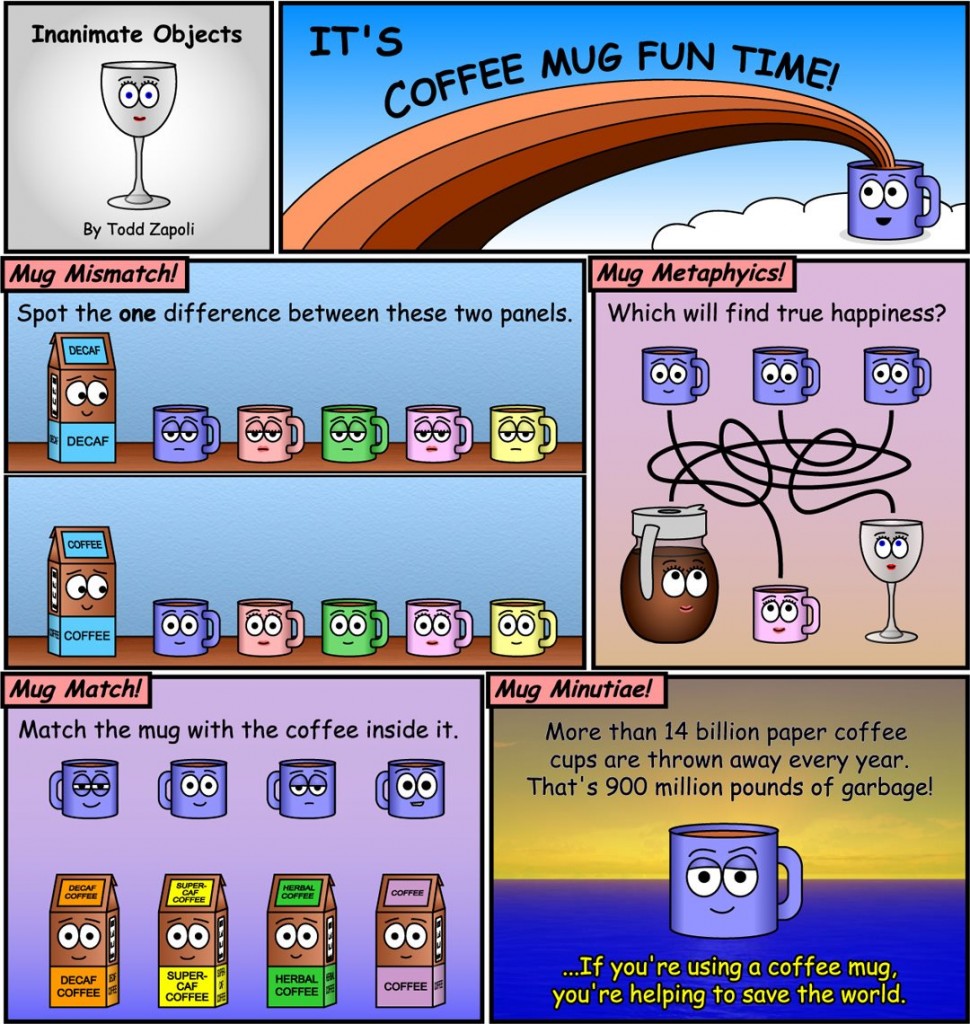 Inanimate Objects
By Todd Zapoli
IT'S
COFFEE MUG FUN TIME!
Mug Mismatch!
Spot the one difference between these two panels.
DECAF
DECAF
COFFEE
COFFEE
Mug Metaphyics!
Which will find true happiness?
Mug Match!
Match the mug with the coffee inside it.
DECAF
COFFEE
SUPER-
CAF
COFFEE
HERBAL
COFFEE
COFFEE
DECAF
COFFEE
SUPER-
CAF
COFFEE
HERBAL
COFFEE
COFFEE
Mug Minutiae!
More than 14 billion paper coffee
cups are thrown away every year.
That's 900 million pounds of garbage!
...If you're using a coffee mug,
you're helping to save the world.